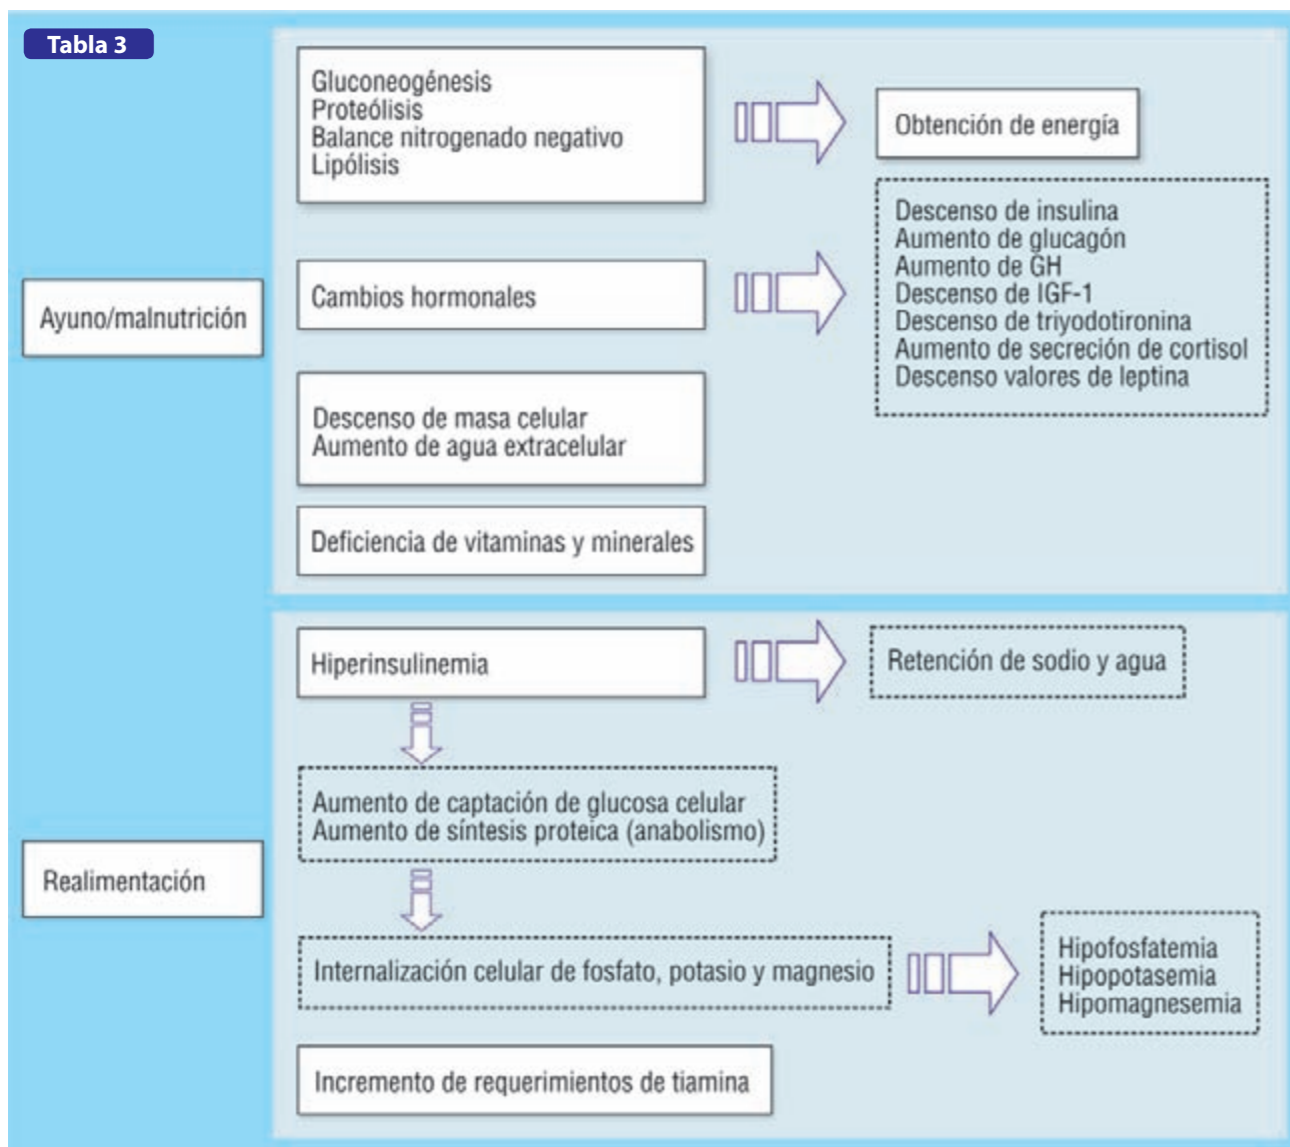 Tabla 3
Gluconeogénesis
Proteólisis
Balance nitrogenado negativo
Lipólisis
Obtención de energía
Ayuno/malnutrición
Cambios hormonales
Descenso de insulina
Aumento de glucagón
Aumento de GH
Descenso de IGF-1
Descenso de triyodotironina
Aumento de secreción de cortisol
Descenso valores de leptina
Descenso de masa celular
Aumento de agua extracelular
Deficiencia de vitaminas y minerales
Hiperinsulinemia
Retención de sodio y agua
Aumento de captación de glucosa celular
Aumento de síntesis proteica (anabolismo)
Realimentación
Internalización celular de fosfato, potasio y magnesio
Hipofosfatemia
Hipopotasemia
Hipomagnesemia
Incremento de requerimientos de tiamina